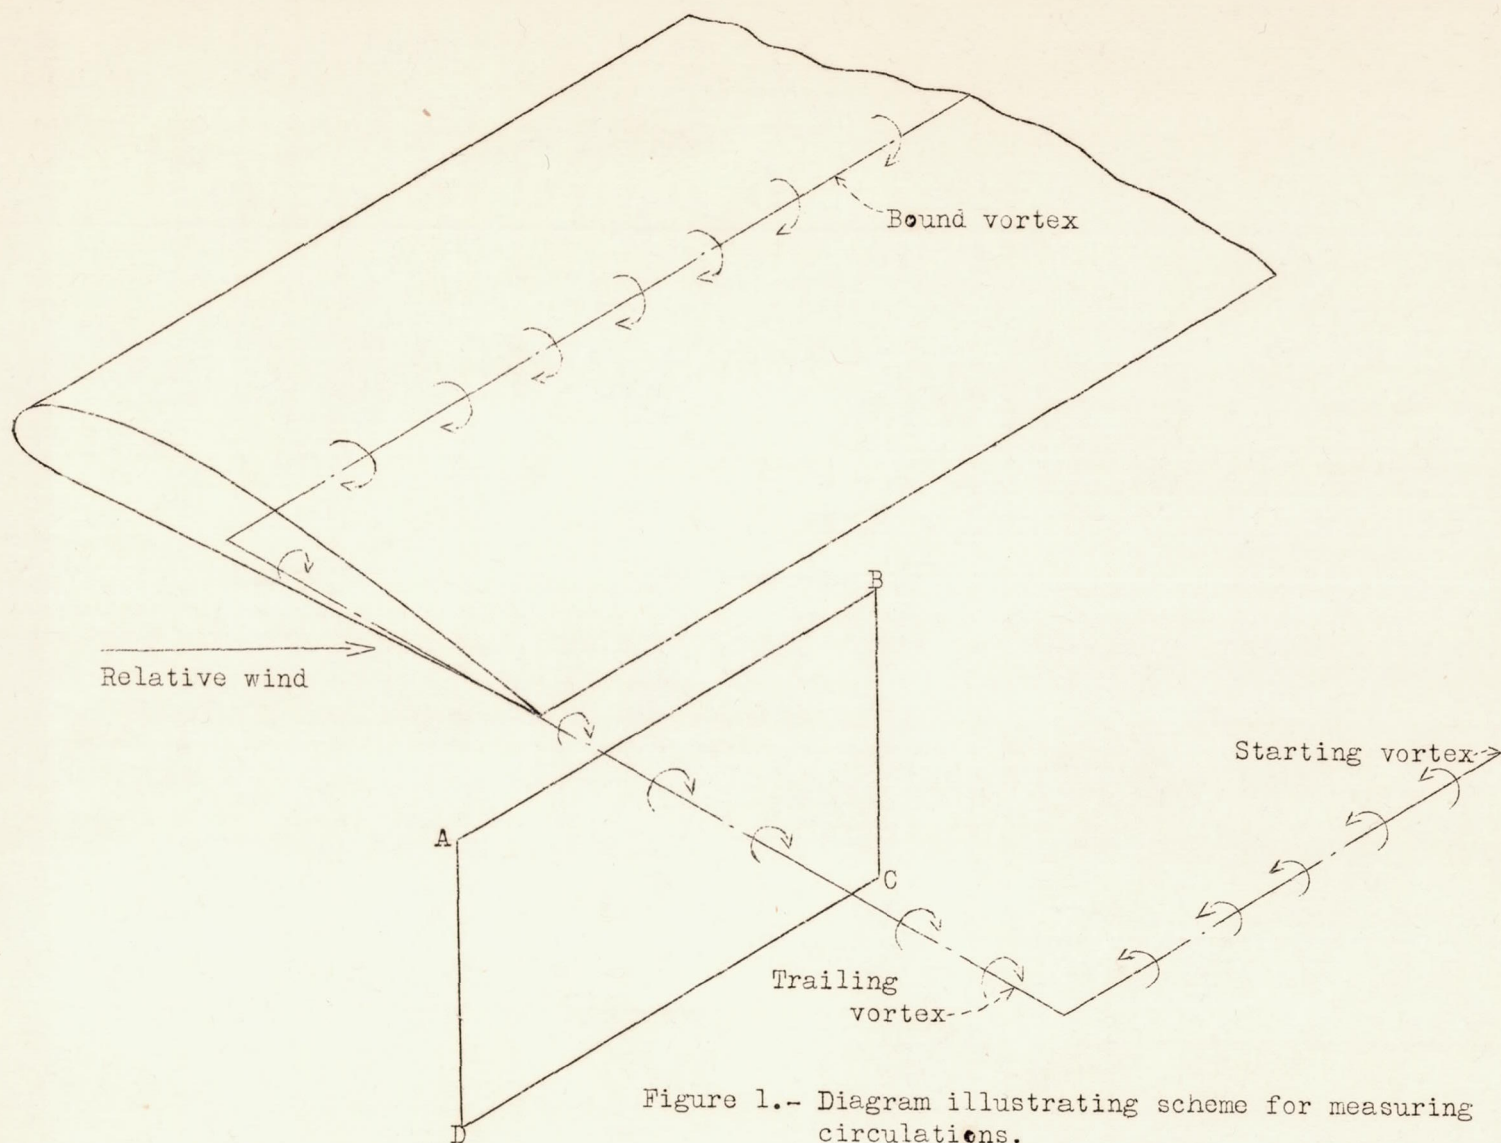 Bound vortex
B
Relative wind
Starting vortex
A
C
Trailing
vortex
Figure 1.- Diagram illustrating scheme for measuring
circulations.
D